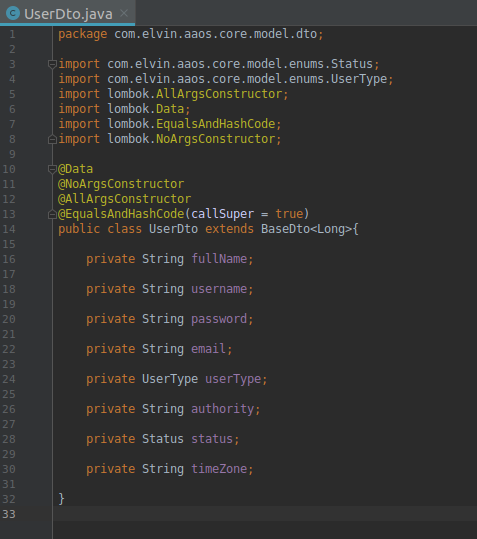 UserDto.java
1 package com.elvin.aaos.core.model.dto;
2
3 import com.elvin.aaos.core.model.enums.Status;
4 import com.elvin.aaos.core.model.enums.UserType;
5 import lombok.AllArgsConstructor;
6 import lombok.Data;
7 import lombok.EqualsAndHashCode;
8 import lombok.NoArgsConstructor;
9
10 @Data
11 @NoArgsConstructor
12 @AllArgsConstructor
13 @EqualsAndHashCode(callSuper = true)
14 public class UserDto extends BaseDto<Long>{
15
16 private String fullName;
17
18 private String username;
19
20 private String password;
21
22 private String email;
23
24 private UserType userType;
25
26 private String authority;
27
28 private Status status;
29
30 private String timeZone;
31
32 }
33